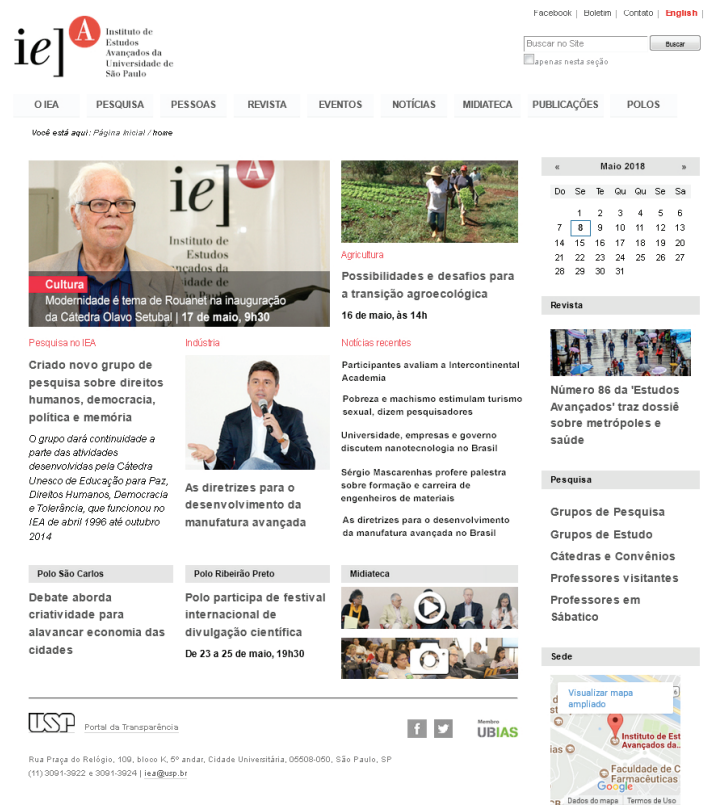 Facebook | Boletim | Contato | English |
iea Instituto de
Estudos
Avançados da
Universidade de
São Paulo
Buscar no Site Buscar
apenas nesta seção
O IEA PESQUISA PESSOAS REVISTA EVENTOS NOTÍCIAS MIDIATECA PUBLICAÇÕES POLOS
Você está aqui: Página Inicial / home
iea
Instituto de
Estudos
Cultura
Modernidade é tema de Rouanet na inauguração
da Cátedra Olavo Setubal | 17 de maio, 9h30
Agricultura
Possibilidades e desafios para
a transição agroecológica
16 de maio, às 14h
Pesquisa no IEA
Criado novo grupo de
pesquisa sobre direitos
humanos, democracia,
política e memória
O grupo dará continuidade a
parte das atividades
desenvolvidas pela Cátedra
Unesco de Educação para Paz,
Direitos Humanos, Democracia
e Tolerância, que funcionou no
IEA de abril 1996 até outubro
2014
Indústria
As diretrizes para o
desenvolvimento da
manufatura avançada
Notícias recentes
Participantes avaliam a Intercontinental
Academia
Pobreza e machismo estimulam turismo
sexual, dizem pesquisadores
Universidade, empresas e governo
discutem nanotecnologia no Brasil
Sérgio Mascarenhas profere palestra
sobre formação e carreira de
engenheiros de materiais
As diretrizes para o desenvolvimento
da manufatura avançada no Brasil
Polo São Carlos
Debate aborda
criatividade para
alavancar economia das
cidades
Polo Ribeirão Preto
Polo participa de festival
internacional de
divulgação científica
De 23 a 25 de maio, 19h30
Midiateca
« Maio 2018 »
Do Se Te Qu Qu Se Sa
1 2 3 4 5 6
7 8 9 10 11 12 13
14 15 16 17 18 19 20
21 22 23 24 25 26 27
28 29 30 31
Revista
Número 86 da 'Estudos
Avançados' traz dossiê
sobre metrópoles e
saúde
Pesquisa
Grupos de Pesquisa
Grupos de Estudo
Cátedras e Convênios
Professores visitantes
Professores em
Sabático
Sede
Visualizar mapa
ampliado
Instituto de Est
Avançados da...
Faculdade de C
Farmacêuticas
Google
Dados do mapa Termos de Uso
USP Portal da Transparência
Membro
UBIAS
Rua Praça do Relógio, 109, bloco K, 5º andar, Cidade Universitária, 05508-050, São Paulo, SP
(11) 3091-3922 e 3091-3924 | iea@usp.br